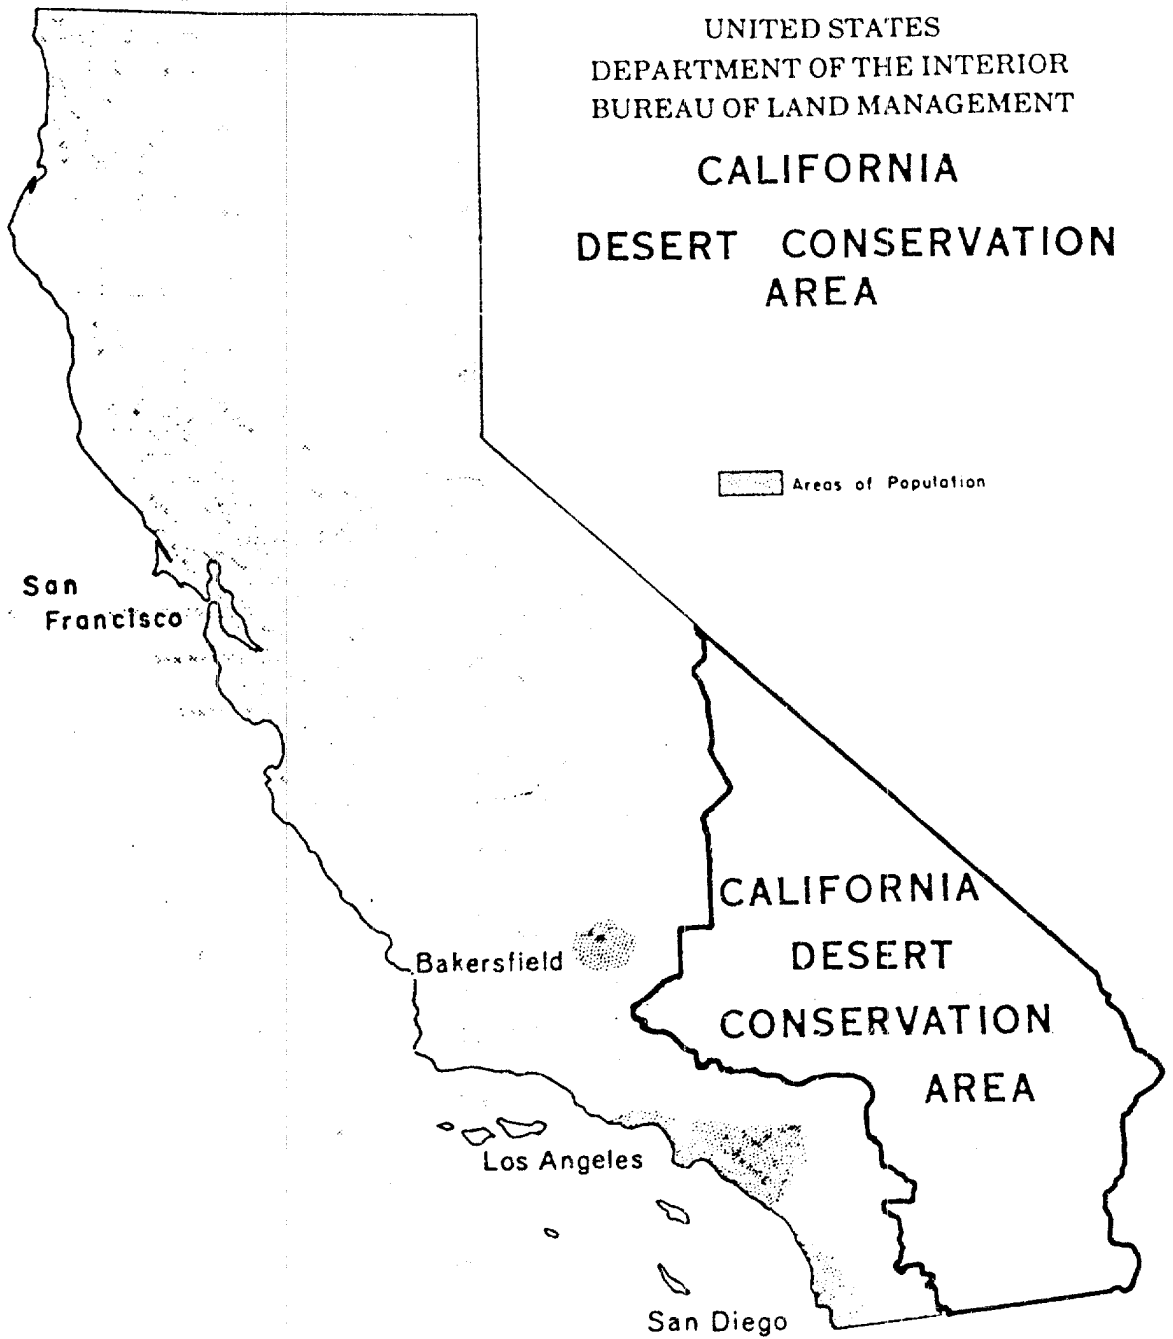 UNITED STATES
DEPARTMENT OF THE INTERIOR
BUREAU OF LAND MANAGEMENT
CALIFORNIA
DESERT CONSERVATION
AREA
Areas of Population
San
Francisco
CALIFORNIA
DESERT
CONSERVATION
AREA
Bakersfield
Los Angeles
San Diego